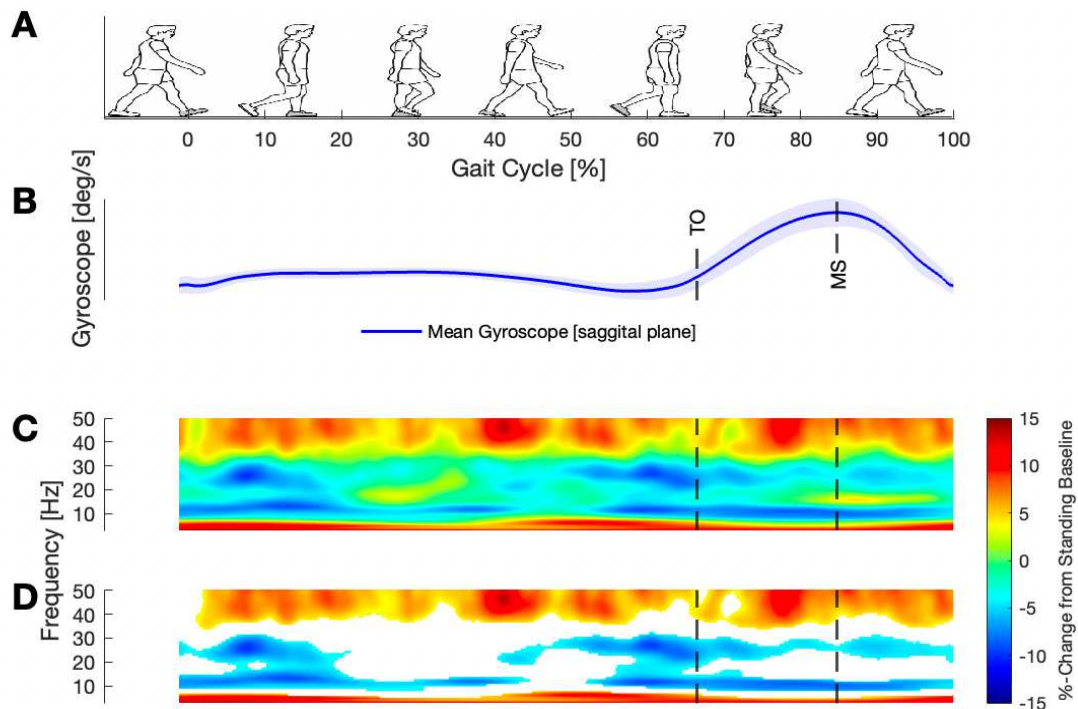 A
0 10 20 30 40 50 60 70 80 90 100
Gait Cycle [%]
B
Gyroscope [deg/s]
TO
MS
Mean Gyroscope [saggital plane]
C
50
40
30
20
10
D
50
40
30
20
10
Frequency [Hz]
15
10
5
0
-5
-10
-15
%-Change from Standing Baseline